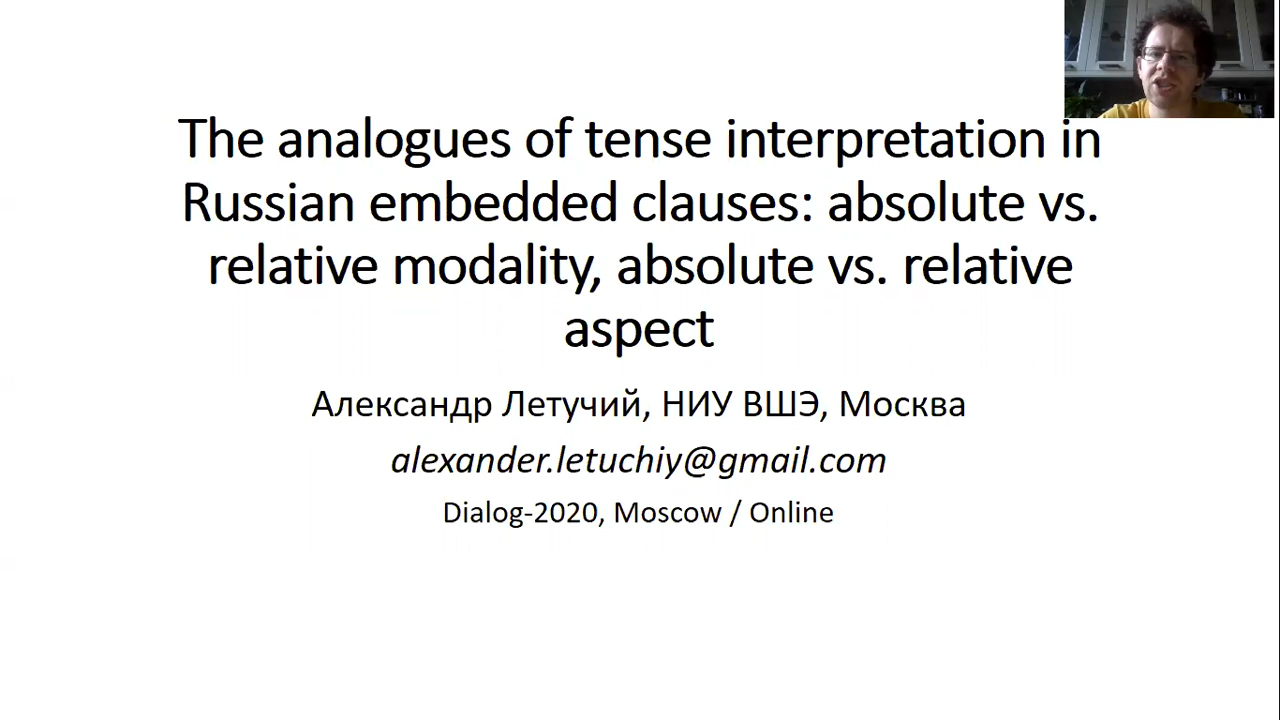 The analogues of tense interpretation in
Russian embedded clauses: absolute vs.
relative modality, absolute vs. relative
aspect
Александр Летучий, НИУ ВШЭ, Москва
alexander.letuchiy@gmail.com
Dialog-2020, Moscow / Online